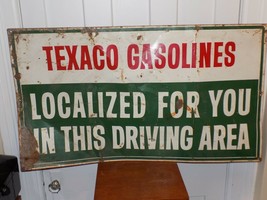 TEXACO GASOLINES
LOCALIZED FOR YOU
IN THIS DRIVING AREA